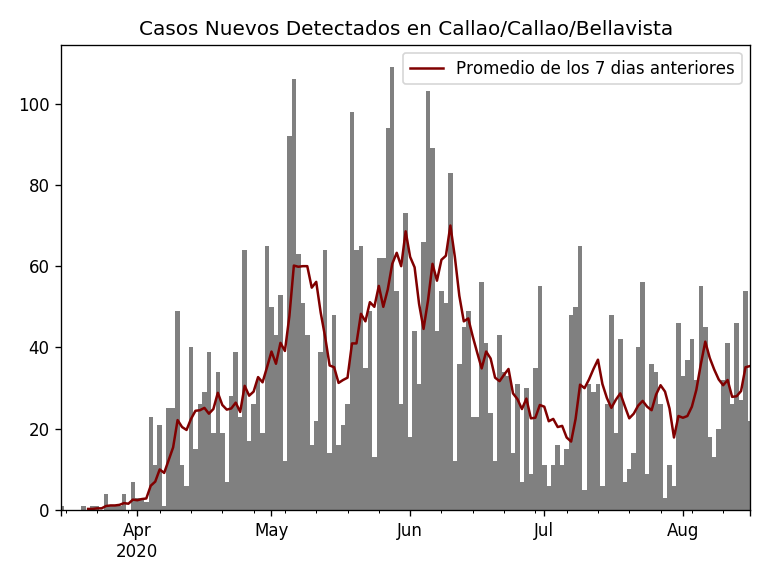 Casos Nuevos Detectados en Callao/Callao/Bellavista
Promedio de los 7 dias anteriores
100
80
60
40
20
0
Apr
2020
May
Jun
Jul
Aug